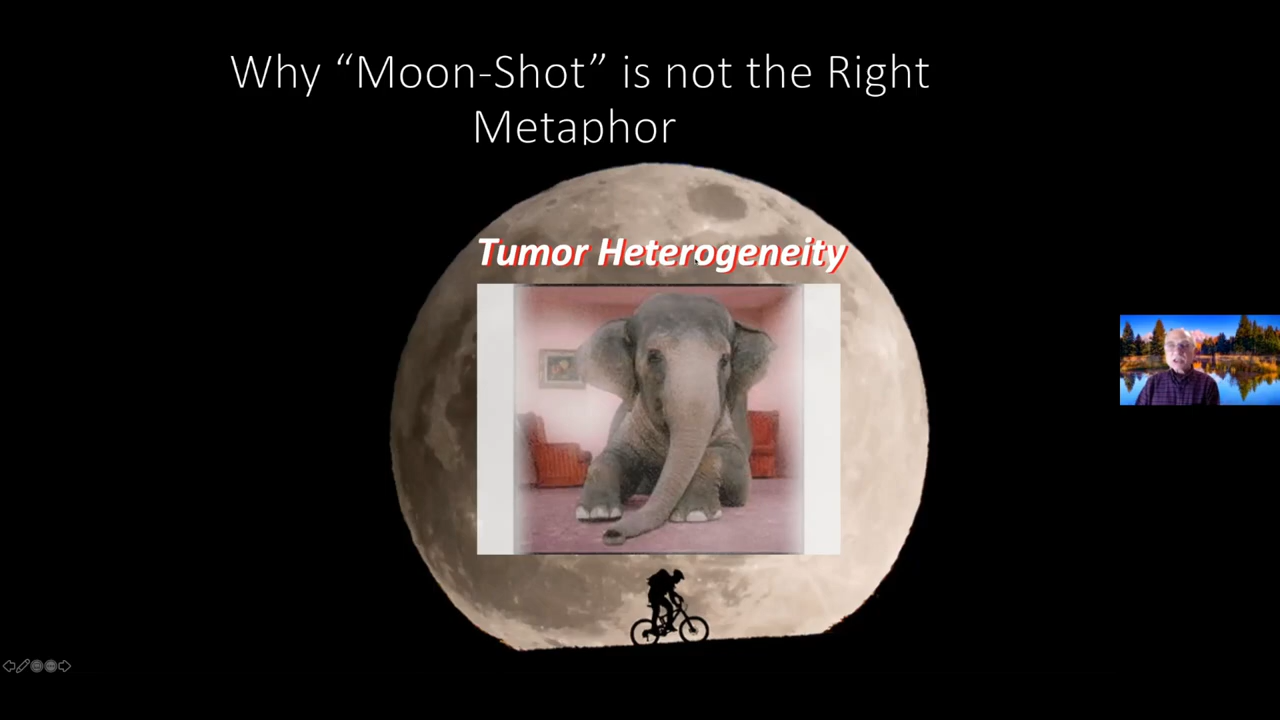 Why “Moon-Shot” is not the Right
Metaphor
Tumor Heterogeneity